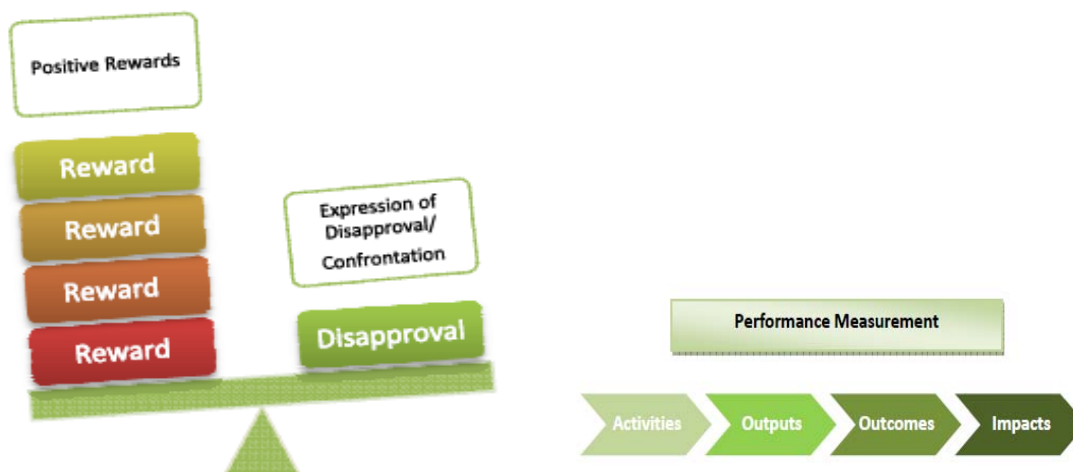 Positive Rewards
Reward
Reward
Reward
Reward
Expression of
Disapproval/
Confrontation
Disapproval
Performance Measurement
Activities
Outputs
Outcomes
Impacts